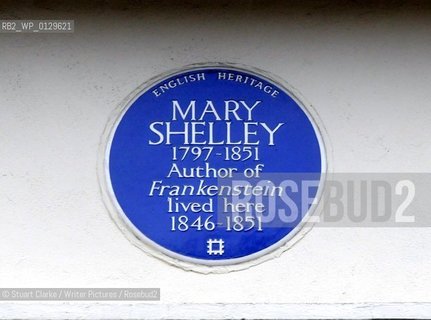 RB2_WP_0129621
ENGLISH HERITAGE
MARY
SHELLEY
1797-1851
Author of
Frankenstein
lived here
1846-1851
ROSEBUD2
© Stuart Clarke / Writer Pictures / Rosebud2